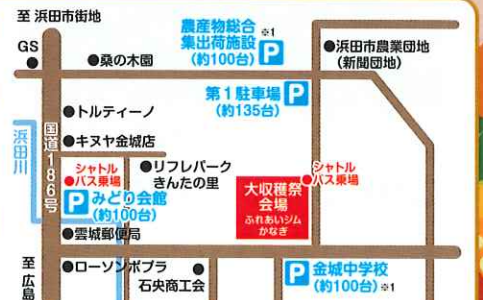 至 浜田市街地
GS
●桑の木園
農産物総合 ※1
集出荷施設
(約100台) P
●浜田市農業団地
(新開団地)
第1駐車場 P
(約135台)
●トルティーノ
●キヌヤ金城店
国道186号
浜田川
シャトル
●バス乗場
P みどり会館
(約100台)
●リフレパーク
きんたの里
シャトル
●バス乗場
大収穫祭
会場
ふれあいジム
かなぎ
●雲城郵便局
●ローソンポプラ
石央商工会
至 広島
P 金城中学校
(約100台) ※1